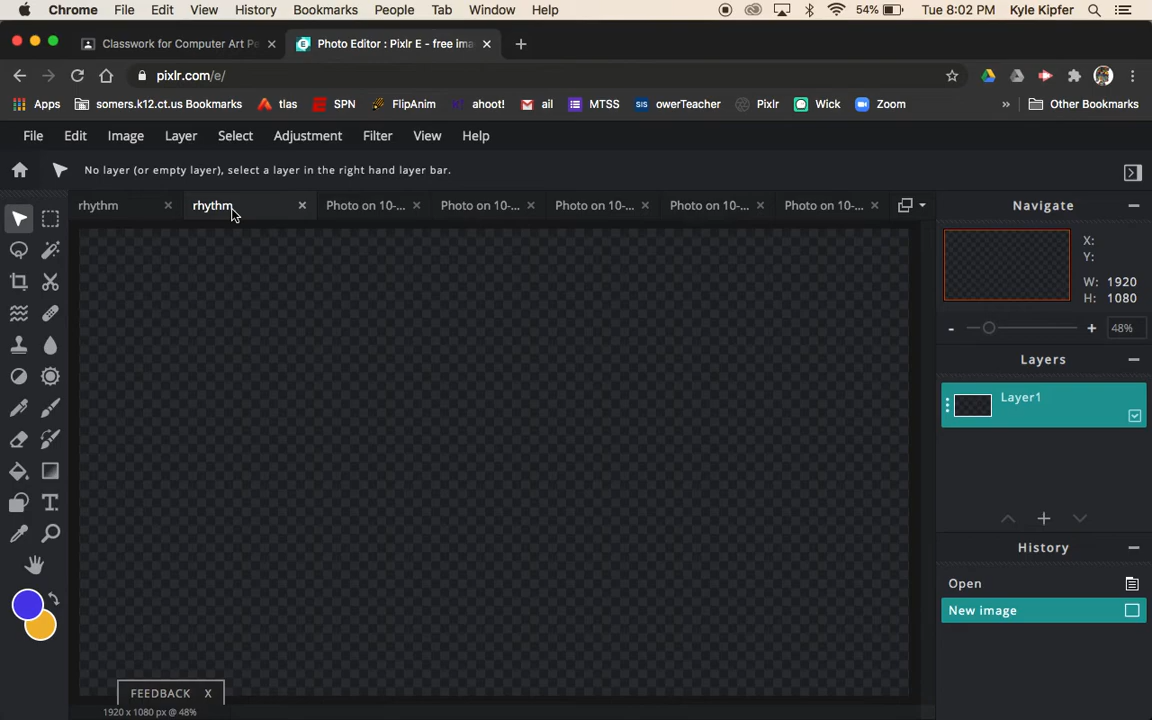 Chrome File Edit View History Bookmarks People Tab Window Help 54% Tue 8:02 PM Kyle Kipfer
Classwork for Computer Art Pe Photo Editor : Pixlr E - free ima
pixlr.com/e/
Apps somers.k12.ct.us Bookmarks tlas SPN FlipAnim ahoot! ail MTSS SIS owerTeacher Pixlr Wick Zoom » Other Bookmarks
File Edit Image Layer Select Adjustment Filter View Help
No layer (or empty layer), select a layer in the right hand layer bar.
rhythm rhythm Photo on 10-... Photo on 10-... Photo on 10-... Photo on 10-... Photo on 10-... Navigate
X:
Y:
W: 1920
H: 1080
- + 48%
Layers
Layer1
History
Open
New image
FEEDBACK X
1920 x 1080 px @ 48%